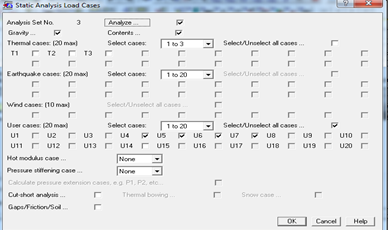 Static Analysis Load Cases
Analysis Set No. 3 Analyze ...
Gravity ... Contents ...
Thermal cases: (20 max) Select cases: 1 to 3 Select/Unselect all cases ...
T1 T2 T3
Earthquake cases: (20 max) Select cases: 1 to 20 Select/Unselect all cases ...
Wind cases: (10 max) Select/Unselect all cases ...
User cases: (20 max) Select cases: 1 to 20 Select/Unselect all cases ...
U1 U2 U3 U4 U5 U6 U7 U8 U9 U10
U11 U12 U13 U14 U15 U16 U17 U18 U19 U20
Hot modulus case ... None
Pressure stiffening case ... None
Calculate pressure extension cases, e.g. P1, P2, etc...
Cut-short analysis ... Thermal bowing ... Snow case ...
Gaps/Friction/Soil ...
OK Cancel Help